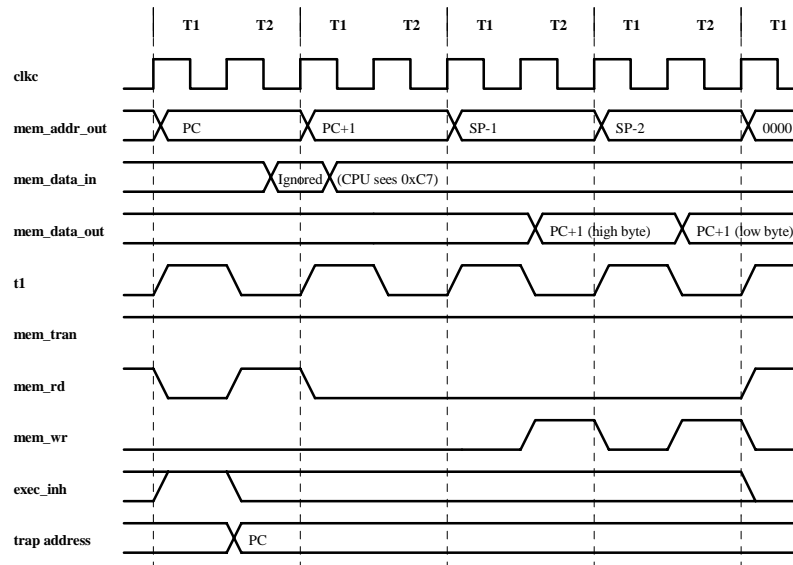 T1 T2 T1 T2 T1 T2 T1 T2 T1
clkc
mem_addr_out PC PC+1 SP-1 SP-2 0000
mem_data_in Ignored (CPU sees 0xC7)
mem_data_out PC+1 (high byte) PC+1 (low byte)
t1
mem_tran
mem_rd
mem_wr
exec_inh
trap address PC